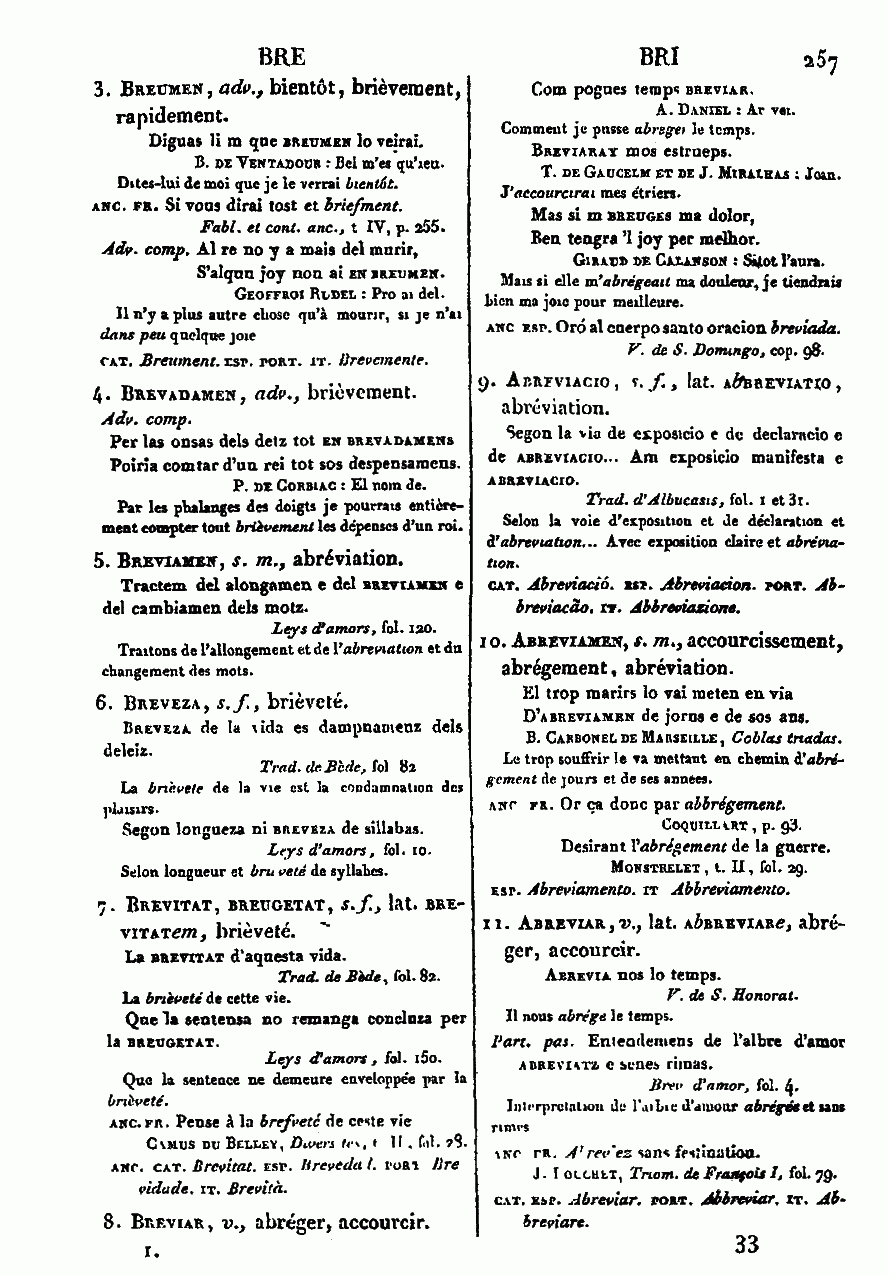 BRE
BRI
257
3. BREUMEN, adv., bientôt, brièvement,
rapidement.
Diguas li m que BREUMEN lo veirai.
B. DE VENTADOUR : Bel m'es qu'ieu.
Dites-lui de moi que je le verrai bientôt.
ANC. FR. Si vous dirai tost et briefment.
Fabl. et cont. anc., t IV, p. 255.
Adv. comp. Al re no y a mais del murir,
S'alqun joy non ai EN BREUMEN.
GEOFFROI RUDEL : Pro ai del.
Il n'y a plus autre chose qu'à mourir, si je n'ai
dans peu quelque joie
CAT. Breument. ESP. PORT. IT. Brevemente.
4. BREVADAMEN, adv., brièvement.
Adv. comp.
Per las onsas dels detz tot EN BREVADAMENS
Poiria comtar d'un rei tot sos despensamens.
P. DE CORBIAC : El nom de.
Par les phalanges des doigts je pourrais entière-
ment compter tout brièvement les dépenses d'un roi.
5. BREVIAMEN, s. m., abréviation.
Tractem del alongamen e del BREVIAMEN e
del cambiamen dels motz.
Leys d'amors, fol. 120.
Traitons de l'allongement et de l'abreviation et du
changement des mots.
6. BREVEZA, s. f., brièveté.
BREVEZA de la vida es dampnamenz dels
deleiz.
Trad. de Bède, fol 82
La brièvete de la vie est la condamnation des
plaisirs.
Segon longueza ni BREVEZA de sillabas.
Leys d'amors, fol. 10.
Selon longueur et brièveté de syllabes.
7. BREVITAT, BREUGETAT, s. f., lat. BRE-
VITATem, brièveté.
La BREVITAT d'aquesta vida.
Trad. de Bède, fol. 82.
La brièveté de cette vie.
Que la sentensa no remanga concluza per
la BREUGETAT.
Leys d'amors, fol. 150.
Que la sentence ne demeure enveloppée par la
brièveté.
ANC. FR. Pense à la brefveté de ceste vie
CAMUS DU BELLEY, Divers tés, t II, fol. 78.
ANC. CAT. Brevitat. ESP. Brevedad. PORT Bre
vidade. IT. Brevità.
8. BREVIAR, v., abréger, accourcir.
I.
Com pogues temps BREVIAR.
A. DANIEL : Ar vei.
Comment je pusse abreger le temps.
BREVIARAY mos estrueps.
T. DE GAUCELM ET DE J. MIRALHAS : Joan.
J'accourcirai mes étriers.
Mas si m BREUGES ma dolor,
Ben tengra 'l joy per melhor.
GIRAUD DE CALANSON : Sitot l'aura.
Mais si elle m'abrégeait ma douleur, je tiendrais
bien ma joie pour meilleure.
ANC ESP. Oró al cuerpo santo oracion breviada.
V. de S. Domingo, cop. 98.
9. ABREVIACIO, s. f., lat. AbBREVIATIO,
abréviation.
Segon la via de exposicio e de declaracio e
de ABREVIACIO... Am exposicio manifesta e
ABREVIACIO.
Trad. d'Albucasis, fol. 1 et 31.
Selon la voie d'exposition et de déclaration et
d'abreviation... Avec exposition claire et abrévia-
tion.
CAT. Abreviació. ESP. Abreviacion. PORT. Ab-
breviacão. IT. Abbreviazione.
10. ABREVIAMEN, s. m., accourcissement,
abrégement, abréviation.
El trop marirs lo vai meten en via
D'ABREVIAMEN de jorns e de sos ans.
B. CARBONEL DE MARSEILLE, Coblas triadas.
Le trop souffrir le va mettant en chemin d'abré-
gement de jours et de ses années.
ANC FR. Or ça donc par abbrégement.
COQUILLART, p. 93.
Desirant l'abrégement de la guerre.
MONSTRELET, t. II, fol. 29.
ESP. Abreviamento. IT Abbreviamento.
11. ABREVIAR, v., lat. AbBREVIARe, abré-
ger, accourcir.
ABREVIA nos lo temps.
V. de S. Honorat.
Il nous abrége le temps.
Part. pas. Entendemens de l'albre d'amor
ABREVIATZ e senes rimas.
Brev d'amor, fol. 4.
Interpretation de l'arbre d'amour abrégée et sans
rimes
ANC FR. Abrevez sans festination.
J. FOUCHET, Triom. de François I, fol. 79.
CAT. ESP. Abreviar. PORT. Abbreviar. IT. Ab-
breviare.
33